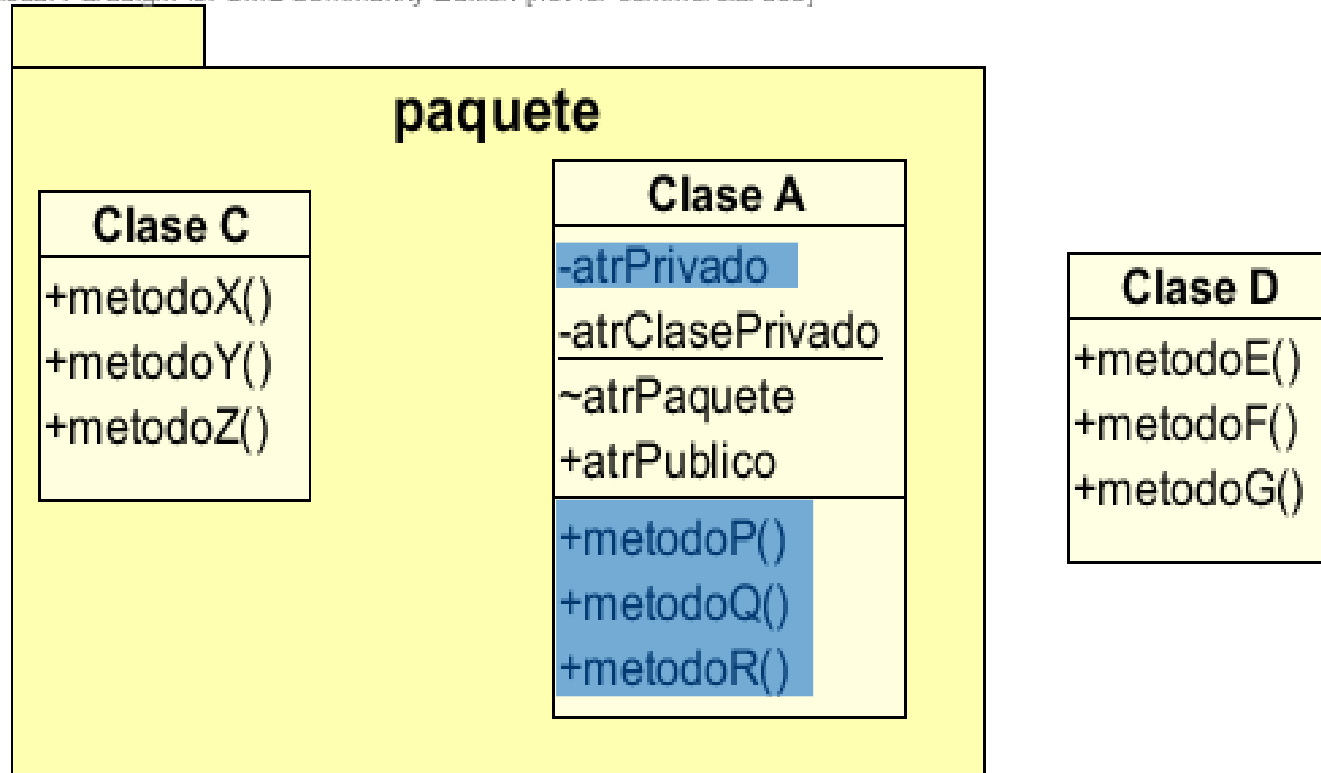 paquete
Clase C
+metodoX()
+metodoY()
+metodoZ()
Clase A
-atrPrivado
-atrClasePrivado
~atrPaquete
+atrPublico
+metodoP()
+metodoQ()
+metodoR()
Clase D
+metodoE()
+metodoF()
+metodoG()